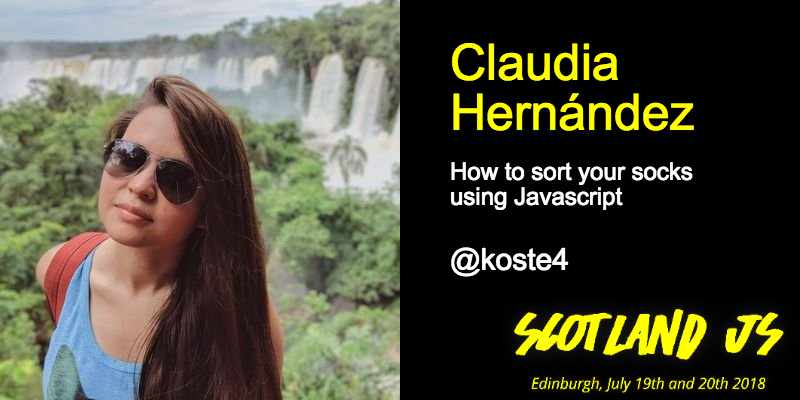 Claudia
Hernández
How to sort your socks
using Javascript
@koste4
SCOTLAND JS
Edinburgh, July 19th and 20th 2018